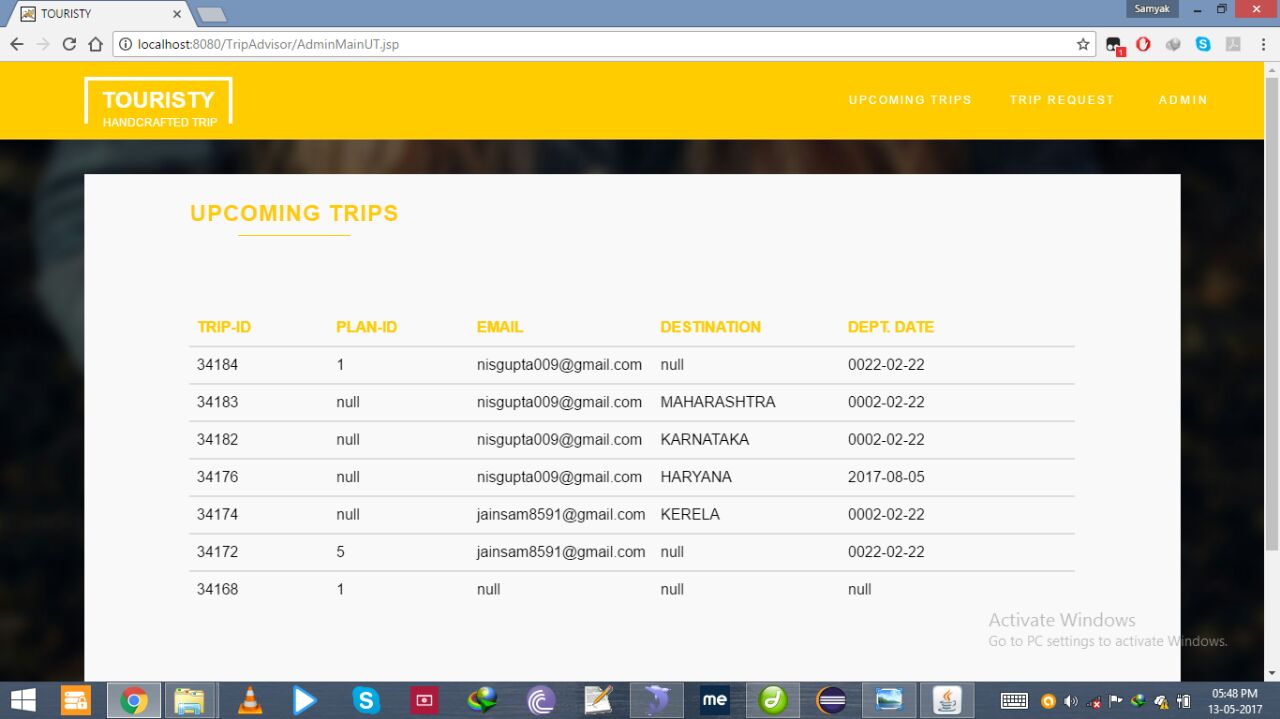 TOURISTY
Samyak
localhost:8080/TripAdvisor/AdminMainUT.jsp
1
TOURISTY
HANDCRAFTED TRIP
UPCOMING TRIPS TRIP REQUEST ADMIN
UPCOMING TRIPS
TRIP-ID PLAN-ID EMAIL DESTINATION DEPT. DATE
34184 1 nisgupta009@gmail.com null 0022-02-22
34183 null nisgupta009@gmail.com MAHARASHTRA 0002-02-22
34182 null nisgupta009@gmail.com KARNATAKA 0002-02-22
34176 null nisgupta009@gmail.com HARYANA 2017-08-05
34174 null jainsam8591@gmail.com KERELA 0002-02-22
34172 5 jainsam8591@gmail.com null 0022-02-22
34168 1 null null null
Activate Windows
Go to PC settings to activate Windows.
me
05:48 PM
13-05-2017